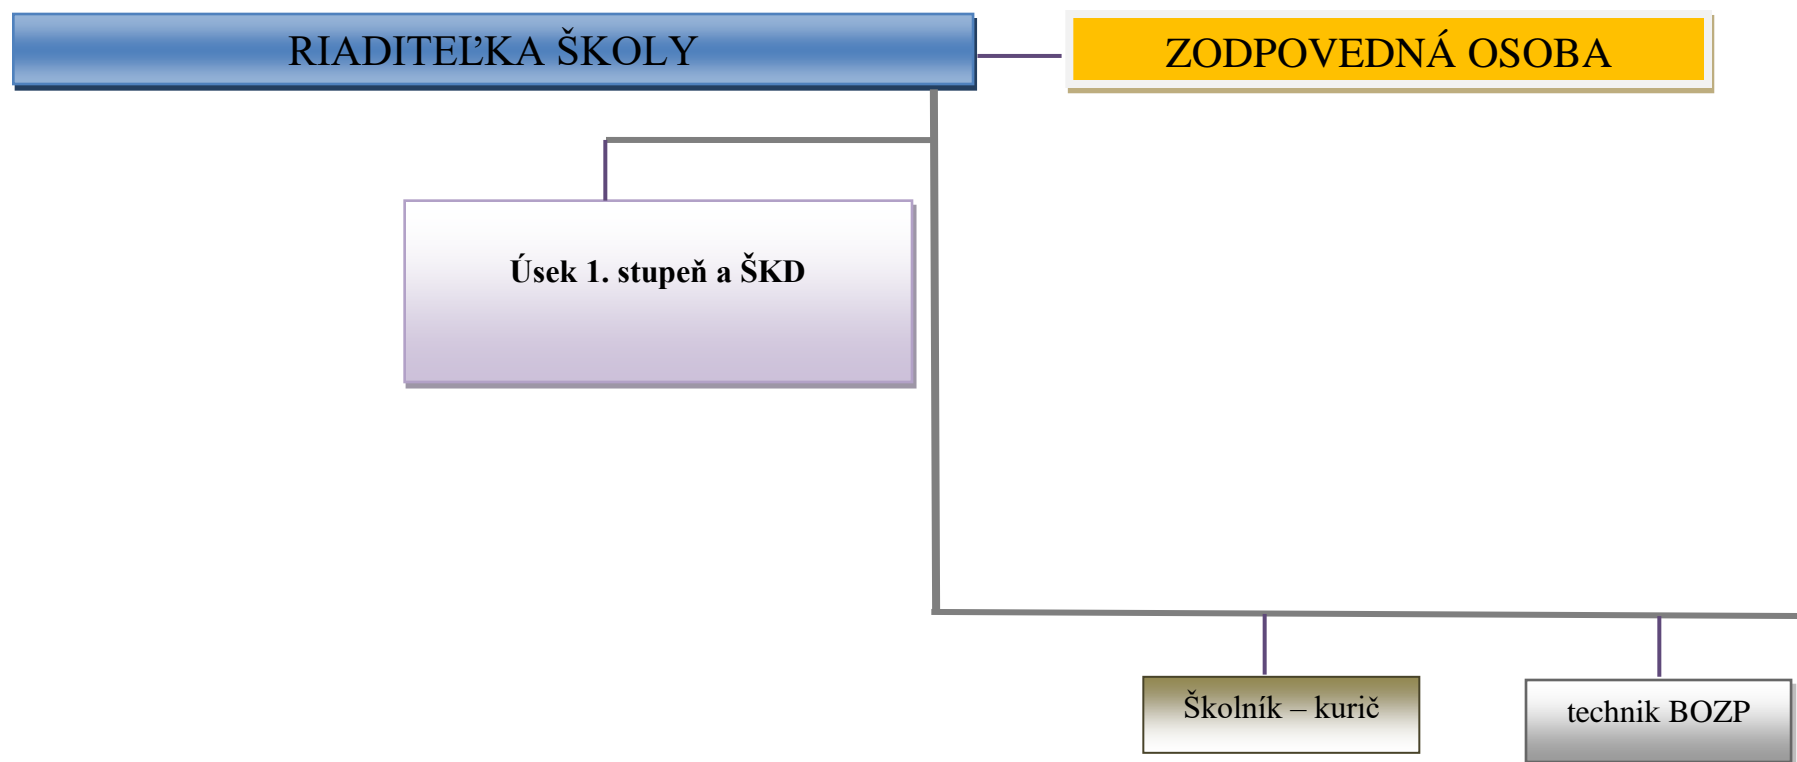 RIADITEĽKA ŠKOLY
ZODPOVEDNÁ OSOBA
Úsek 1. stupeň a ŠKD
Školník – kurič
technik BOZP